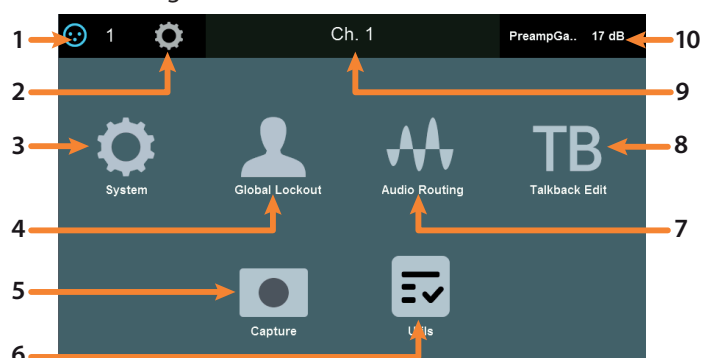 1 1 Ch. 1 PreampGa.. 17 dB 10
2 9
3 TB 8
System Global Lockout Audio Routing Talkback Edit
4 7
5
Capture Utils
6